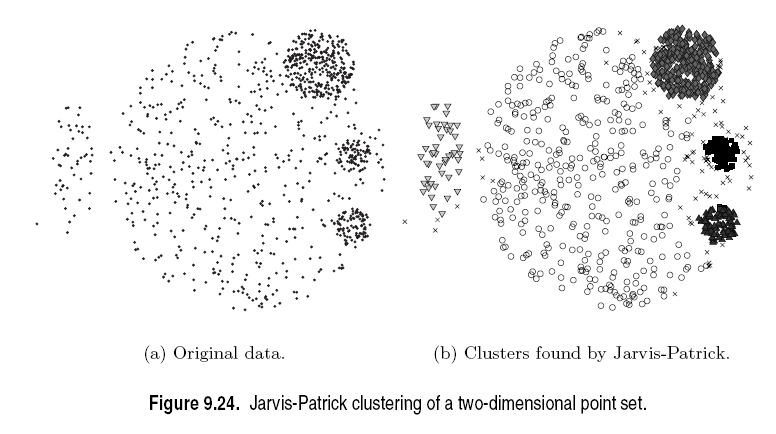 (a) Original data.
(b) Clusters found by Jarvis-Patrick.
Figure 9.24. Jarvis-Patrick clustering of a two-dimensional point set.